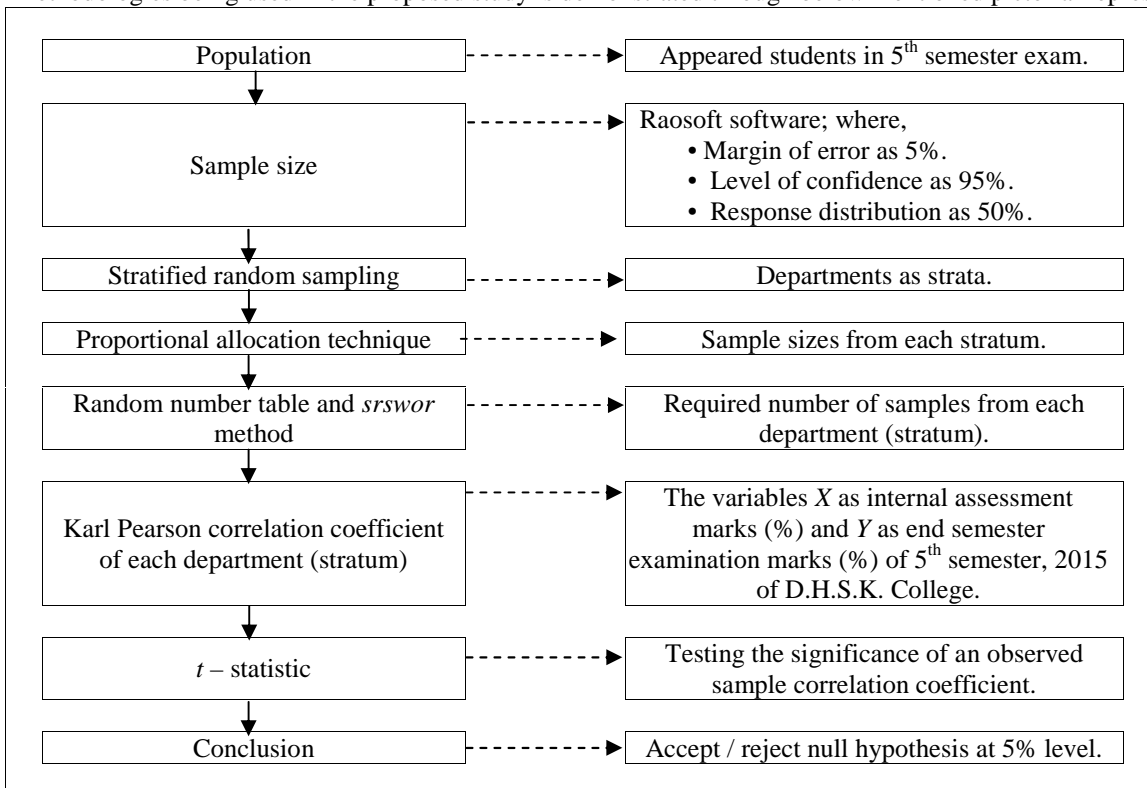 Population
Appeared students in 5th semester exam.
Sample size
Raosoft software; where,
• Margin of error as 5%.
• Level of confidence as 95%.
• Response distribution as 50%.
Stratified random sampling
Departments as strata.
Proportional allocation technique
Sample sizes from each stratum.
Random number table and srswor
method
Required number of samples from each
department (stratum).
Karl Pearson correlation coefficient
of each department (stratum)
The variables X as internal assessment
marks (%) and Y as end semester
examination marks (%) of 5th semester, 2015
of D.H.S.K. College.
t – statistic
Testing the significance of an observed
sample correlation coefficient.
Conclusion
Accept / reject null hypothesis at 5% level.